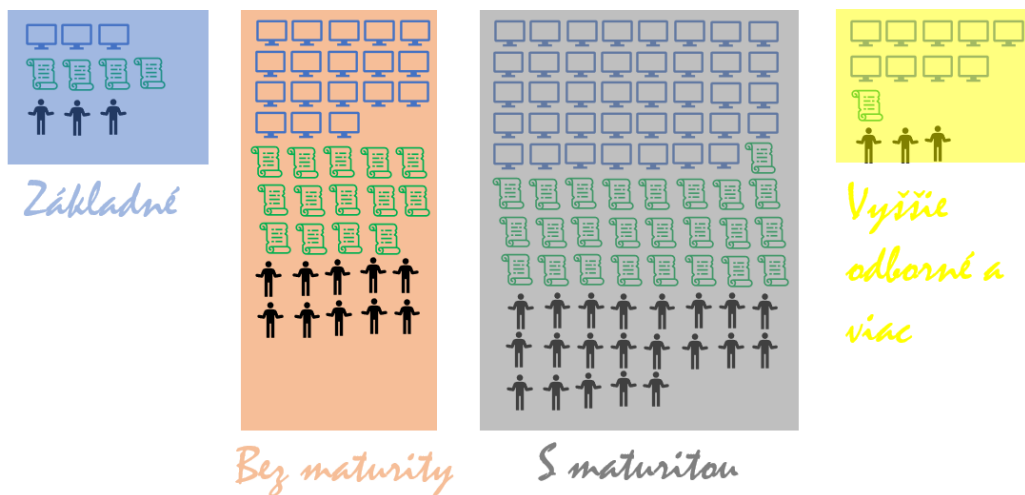 Základné
Bez maturity
S maturitou
Vyššie
odborné a
viac